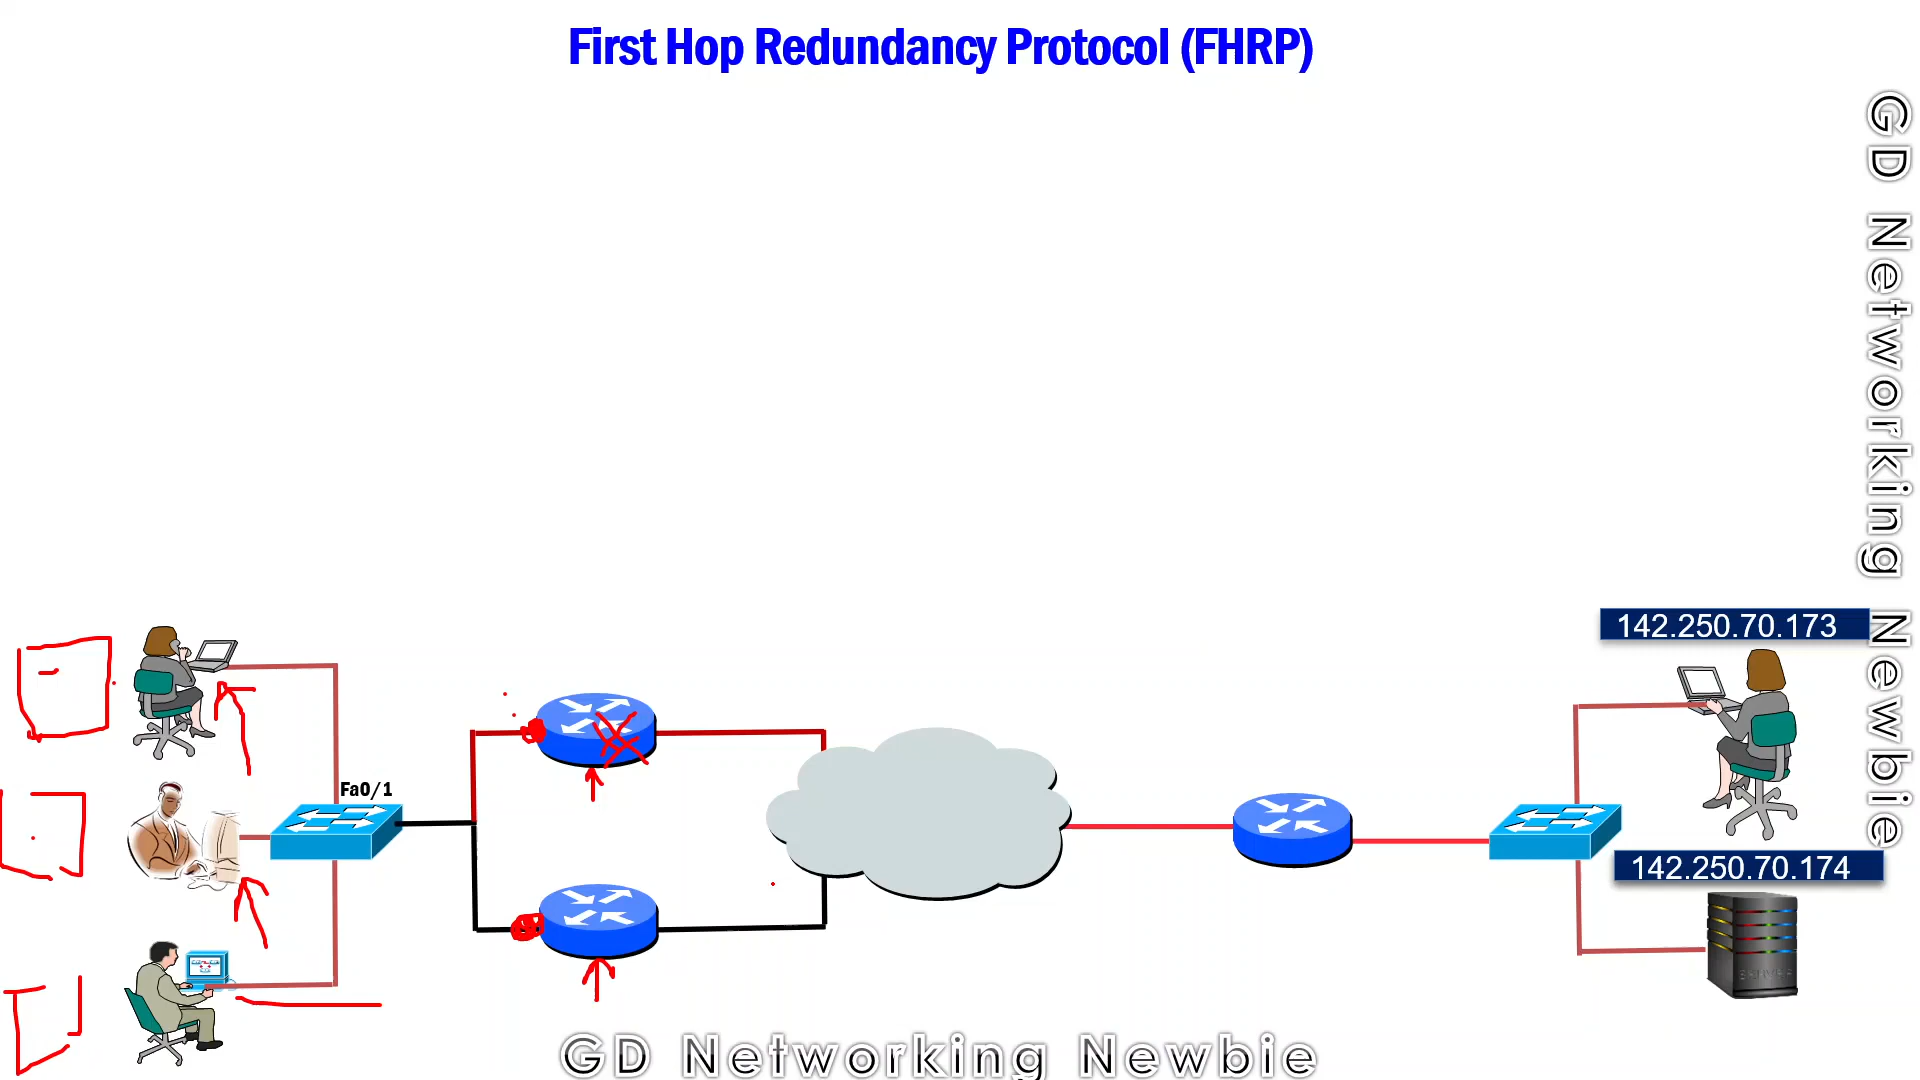 First Hop Redundancy Protocol (FHRP)
GD Networking Newbie
142.250.70.173
Fa0/1
142.250.70.174
GD Networking Newbie